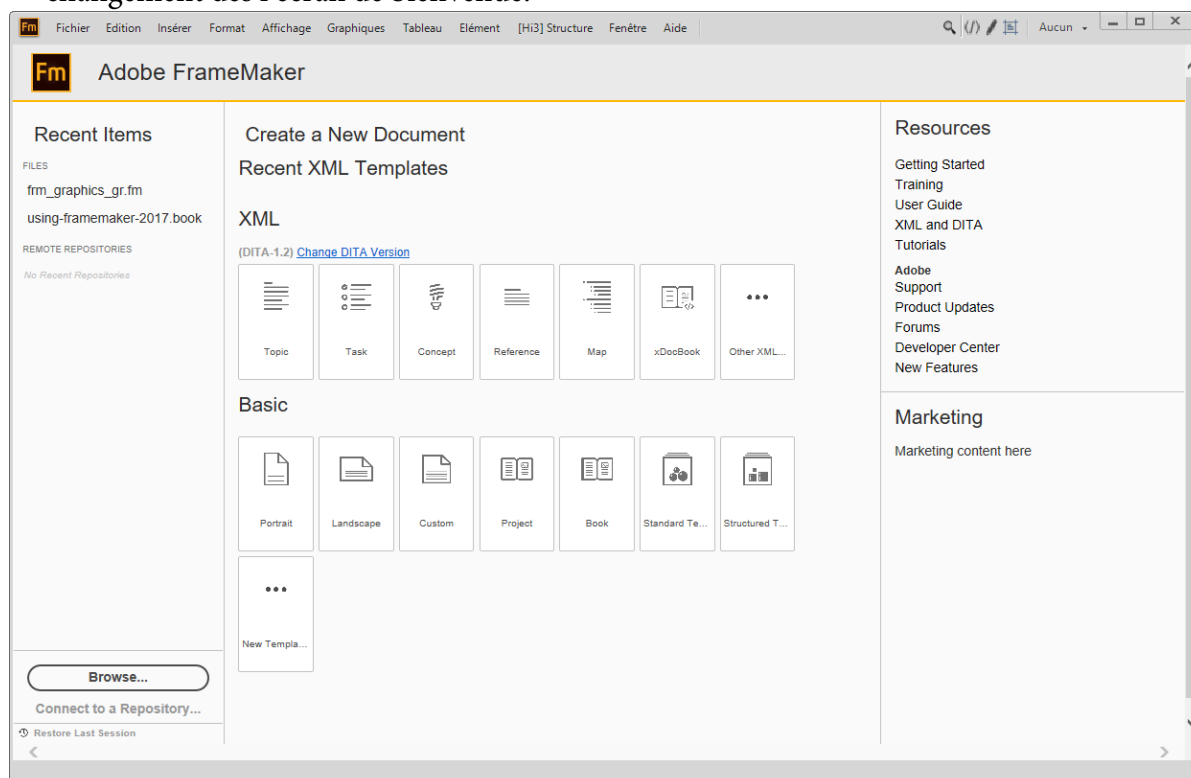 Fm Fichier Edition Insérer Format Affichage Graphiques Tableau Elément [Hi3] Structure Fenêtre Aide Aucun
Fm Adobe FrameMaker
Recent Items
FILES
frm_graphics_gr.fm
using-framemaker-2017.book
REMOTE REPOSITORIES
No Recent Repositories
Browse...
Connect to a Repository...
Restore Last Session
Create a New Document
Recent XML Templates
XML
(DITA-1.2) Change DITA Version
Topic Task Concept Reference Map xDocBook Other XML...
Basic
Portrait Landscape Custom Project Book Standard Te... Structured T...
New Templa...
Resources
Getting Started
Training
User Guide
XML and DITA
Tutorials
Adobe
Support
Product Updates
Forums
Developer Center
New Features
Marketing
Marketing content here